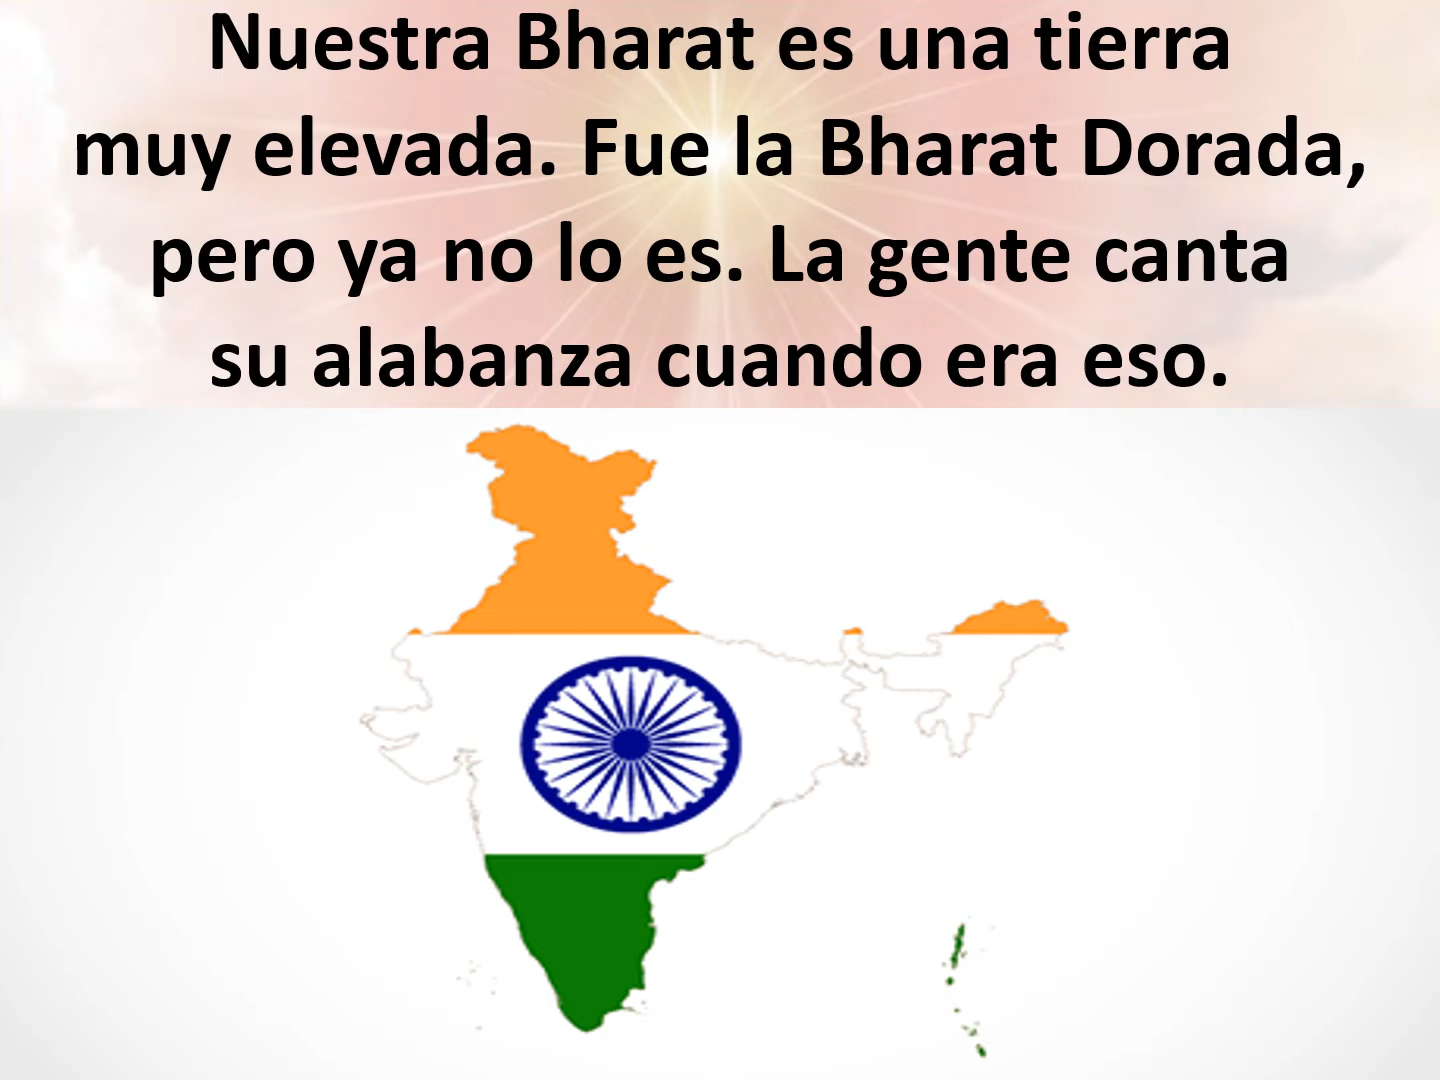 Nuestra Bharat es una tierra
muy elevada. Fue la Bharat Dorada,
pero ya no lo es. La gente canta
su alabanza cuando era eso.